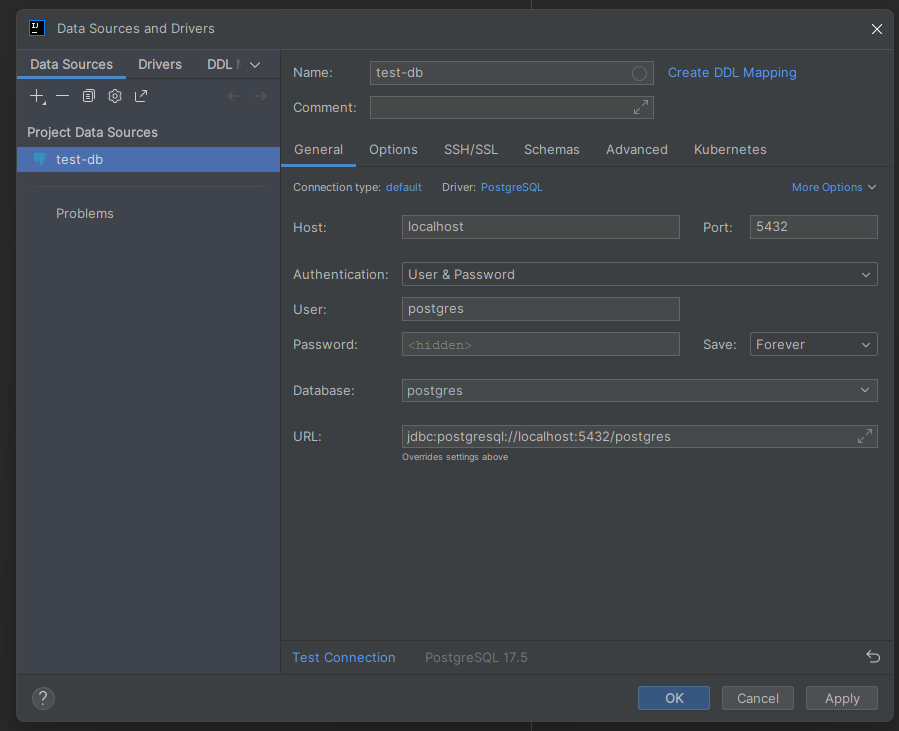 Data Sources and Drivers
Data Sources Drivers DDL
Name: test-db Create DDL Mapping
Comment:
Project Data Sources
test-db
Problems
General Options SSH/SSL Schemas Advanced Kubernetes
Connection type: default Driver: PostgreSQL More Options
Host: localhost Port: 5432
Authentication: User & Password
User: postgres
Password: <hidden> Save: Forever
Database: postgres
URL: jdbc:postgresql://localhost:5432/postgres
Overrides settings above
Test Connection PostgreSQL 17.5
? OK Cancel Apply